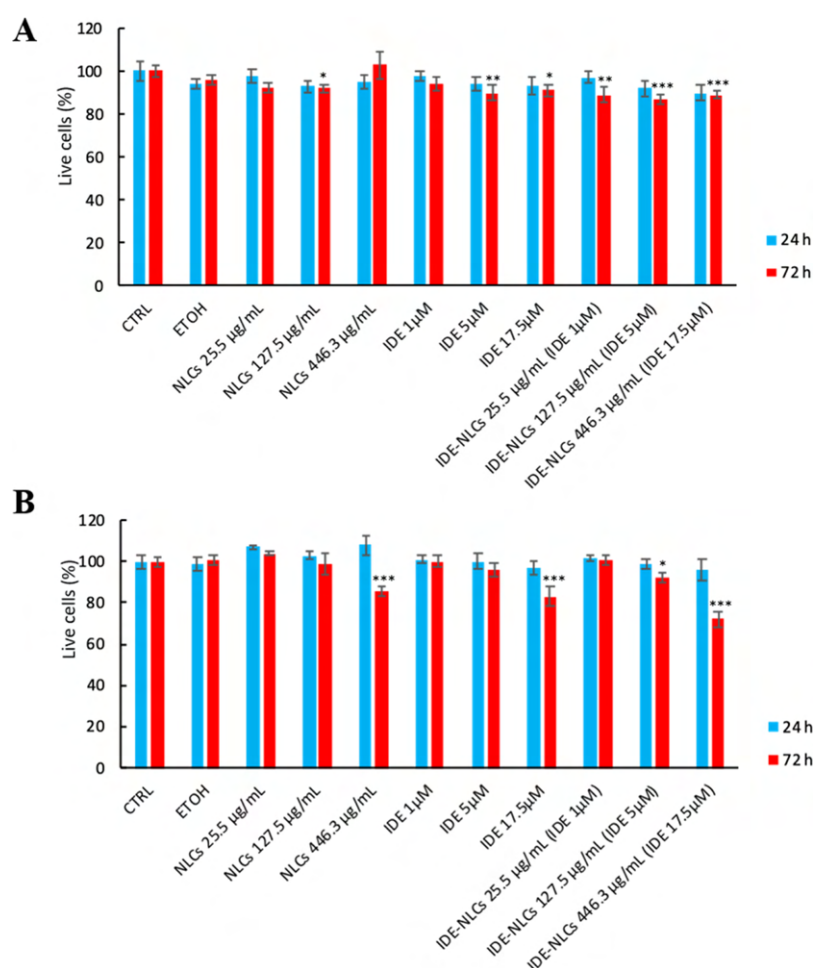 A
Live cells (%)
120
100
80
60
40
20
0
* ** * ** *** ***
24 h
72 h
CTRL
ETOH
NLCs 25.5 µg/mL
NLCs 127.5 µg/mL
NLCs 446.3 µg/mL
IDE 1µM
IDE 5µM
IDE 17.5µM
IDE-NLCs 25.5 µg/mL (IDE 1µM)
IDE-NLCs 127.5 µg/mL (IDE 5µM)
IDE-NLCs 446.3 µg/mL (IDE 17.5µM)
B
Live cells (%)
120
100
80
60
40
20
0
*** *** * ***
24 h
72 h
CTRL
ETOH
NLCs 25.5 µg/mL
NLCs 127.5 µg/mL
NLCs 446.3 µg/mL
IDE 1µM
IDE 5µM
IDE 17.5µM
IDE-NLCs 25.5 µg/mL (IDE 1µM)
IDE-NLCs 127.5 µg/mL (IDE 5µM)
IDE-NLCs 446.3 µg/mL (IDE 17.5µM)